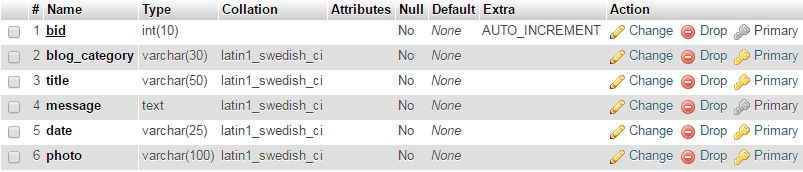 # Name Type Collation Attributes Null Default Extra Action
1 bid int(10) No None AUTO_INCREMENT Change Drop Primary
2 blog_category varchar(30) latin1_swedish_ci No None Change Drop Primary
3 title varchar(50) latin1_swedish_ci No None Change Drop Primary
4 message text latin1_swedish_ci No None Change Drop Primary
5 date varchar(25) latin1_swedish_ci No None Change Drop Primary
6 photo varchar(100) latin1_swedish_ci No None Change Drop Primary